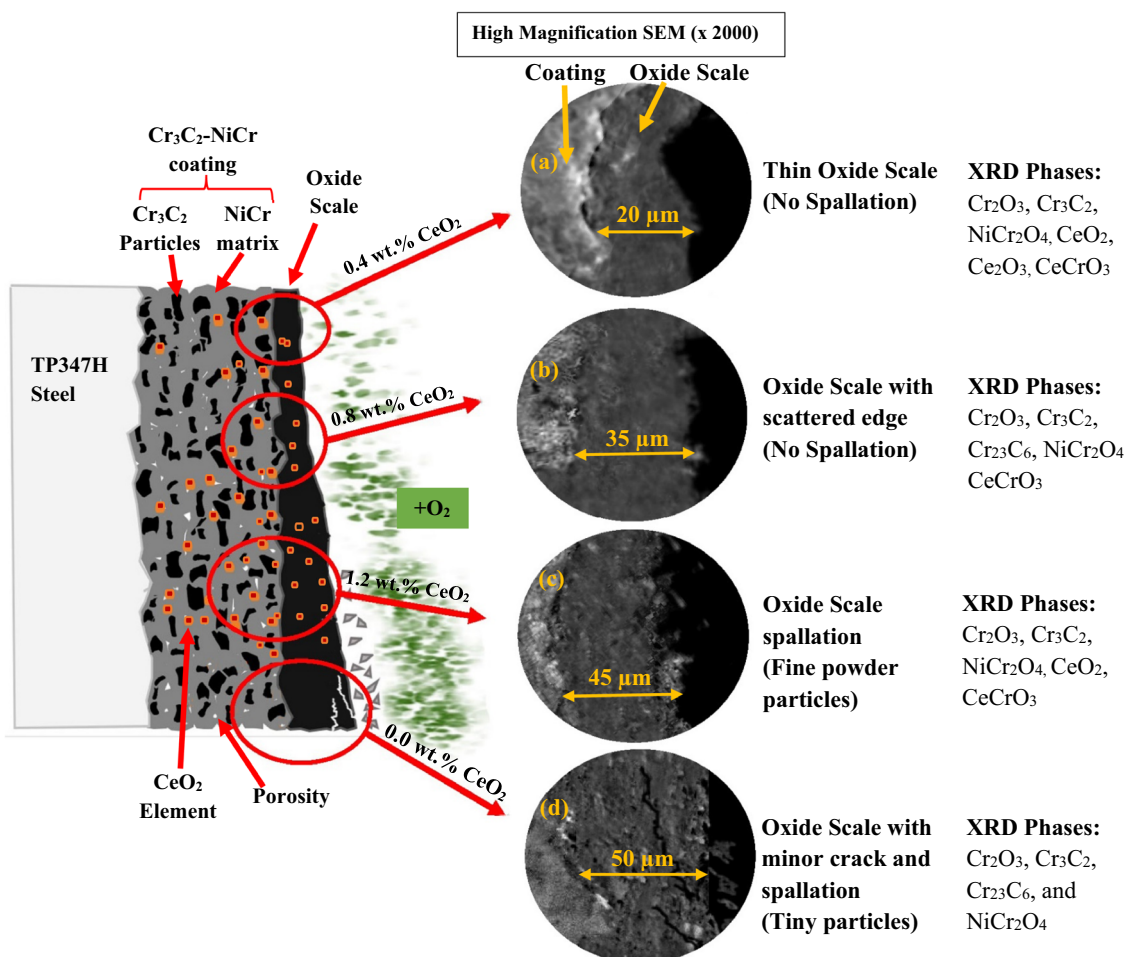 High Magnification SEM (x 2000)
Coating
Oxide Scale
Cr₃C₂-NiCr
coating
Cr₃C₂
Particles
NiCr
matrix
Oxide
Scale
TP347H
Steel
0.4 wt.% CeO₂
0.8 wt.% CeO₂
+O₂
1.2 wt.% CeO₂
0.0 wt.% CeO₂
CeO₂
Element
Porosity
(a)
20 µm
Thin Oxide Scale
(No Spallation)
XRD Phases:
Cr₂O₃, Cr₃C₂,
NiCr₂O₄, CeO₂,
Ce₂O₃, CeCrO₃
(b)
35 µm
Oxide Scale with
scattered edge
(No Spallation)
XRD Phases:
Cr₂O₃, Cr₃C₂,
Cr₂₃C₆, NiCr₂O₄
CeCrO₃
(c)
45 µm
Oxide Scale
spallation
(Fine powder
particles)
XRD Phases:
Cr₂O₃, Cr₃C₂,
NiCr₂O₄, CeO₂,
CeCrO₃
(d)
50 µm
Oxide Scale with
minor crack and
spallation
(Tiny particles)
XRD Phases:
Cr₂O₃, Cr₃C₂,
Cr₂₃C₆, and
NiCr₂O₄